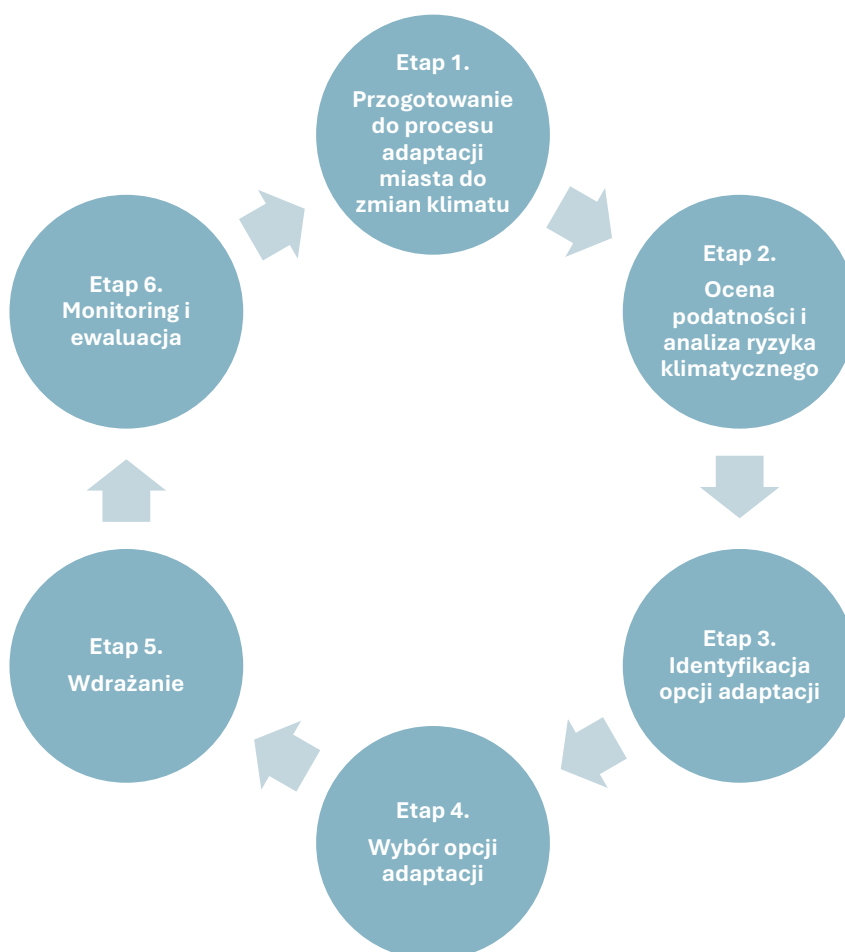 Etap 1.
Przogotowanie
do procesu
adaptacji
miasta do
zmian klimatu
Etap 2.
Ocena
podatności i
analiza ryzyka
klimatycznego
Etap 3.
Identyfikacja
opcji adaptacji
Etap 4.
Wybór opcji
adaptacji
Etap 5.
Wdrażanie
Etap 6.
Monitoring i
ewaluacja